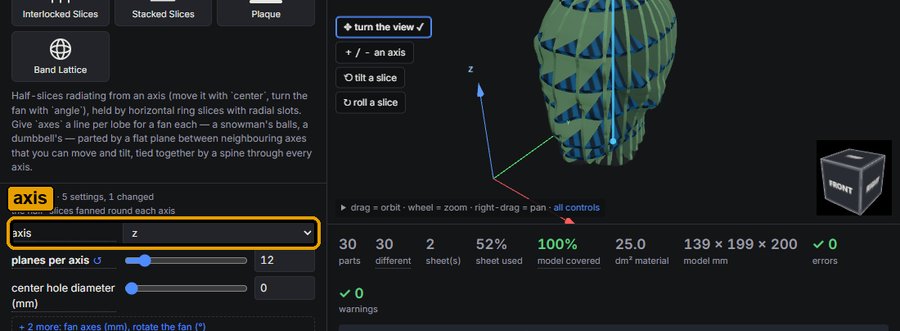 Interlocked Slices
Stacked Slices
Plaque
Band Lattice
Half-slices radiating from an axis (move it with `center`, turn the
fan with `angle`), held by horizontal ring slices with radial slots.
Give `axes` a line per lobe for a fan each — a snowman's balls, a
dumbbell's — parted by a flat plane between neighbouring axes
that you can move and tilt, tied together by a spine through every
axis.
axis · 5 settings, 1 changed
the half-slices fanned round each axis
axis z
planes per axis ↺ 12
center hole diameter
(mm) 0
+ 2 more: fan axes (mm), rotate the fan (°)
✥ turn the view ✓
+ / - an axis
⟲ tilt a slice
↻ roll a slice
z
FRONT
▶ drag = orbit · wheel = zoom · right-drag = pan · all controls
30 parts
30 different
2 sheet(s)
52% sheet used
100% model covered
25.0 dm² material
139 × 199 × 200 model mm
✓ 0 errors
✓ 0 warnings